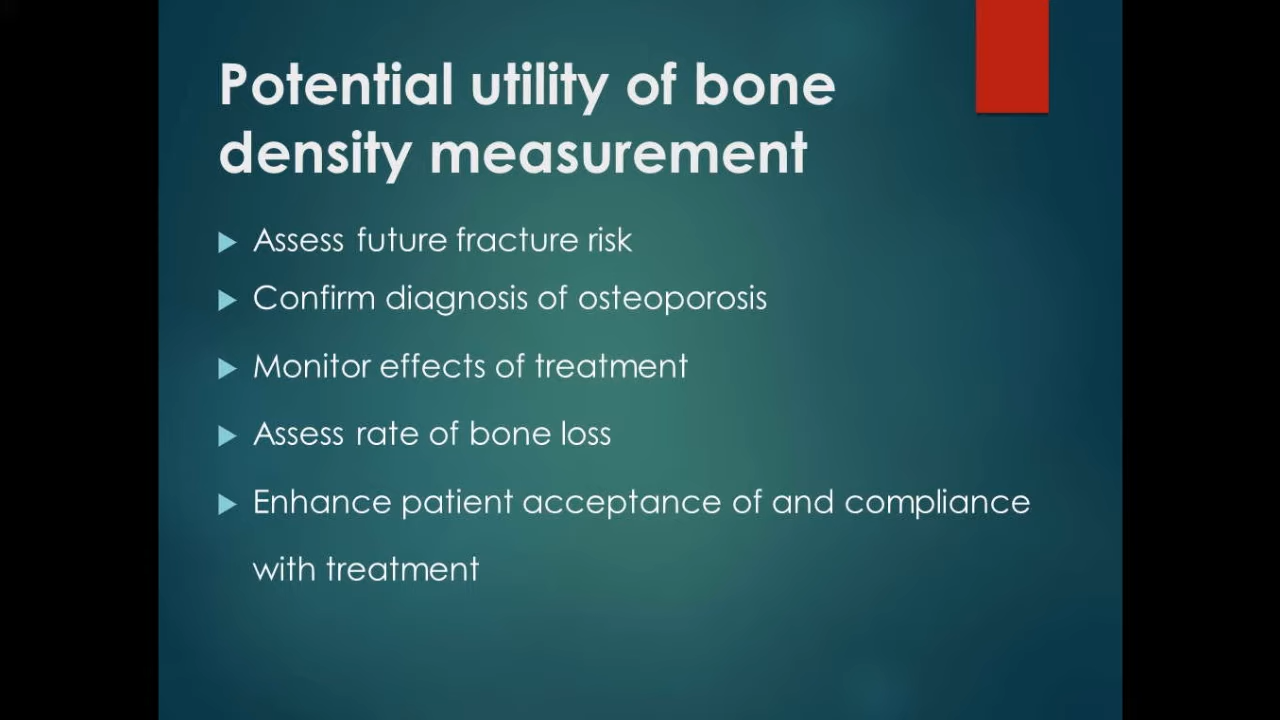 Potential utility of bone
density measurement
Assess future fracture risk
Confirm diagnosis of osteoporosis
Monitor effects of treatment
Assess rate of bone loss
Enhance patient acceptance of and compliance
with treatment